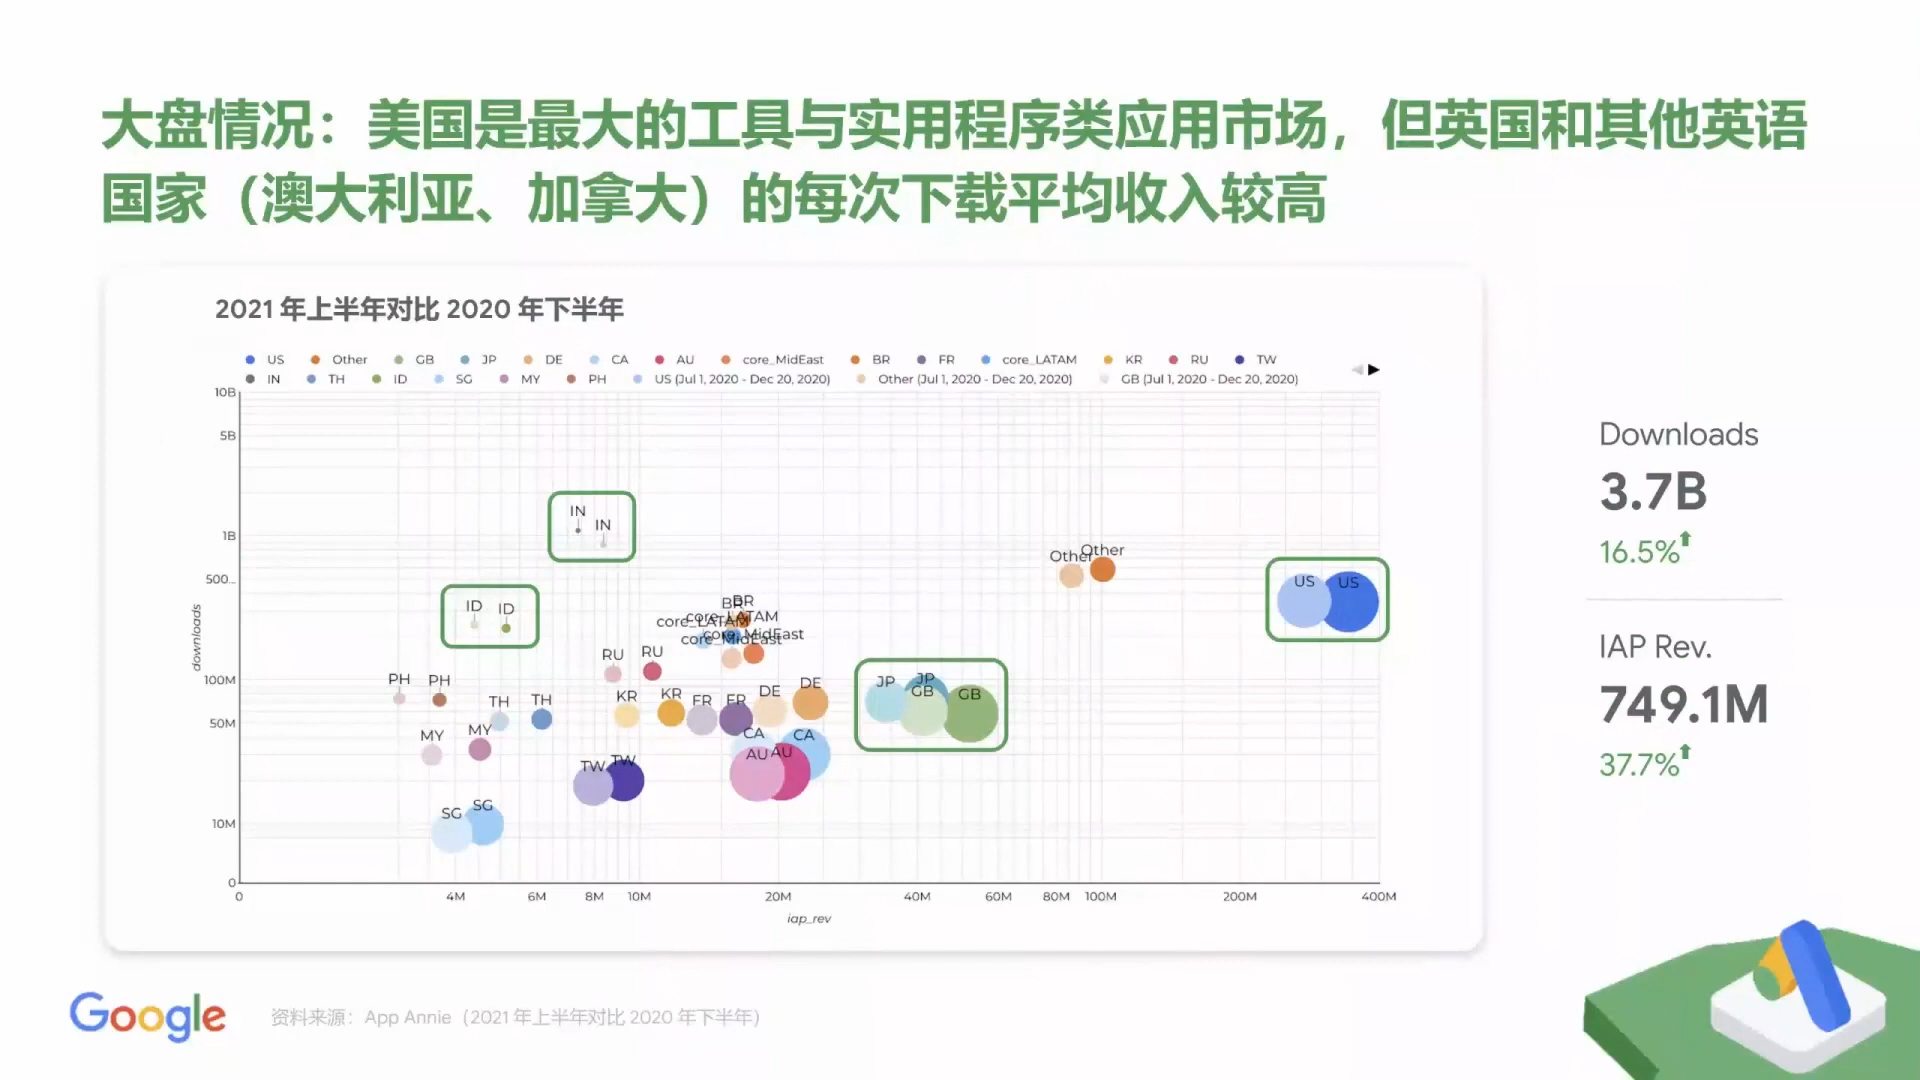 大盘情况：美国是最大的工具与实用程序类应用市场，但英国和其他英语
国家（澳大利亚、加拿大）的每次下载平均收入较高
2021 年上半年对比 2020 年下半年
US Other GB JP DE CA AU core_MidEast BR FR core_LATAM KR RU TW
IN TH ID SG MY PH US (Jul 1, 2020 - Dec 20, 2020) Other (Jul 1, 2020 - Dec 20, 2020) GB (Jul 1, 2020 - Dec 20, 2020)
10B
5B
1B
500...
100M
50M
10M
0
downloads
IN
IN
Other
Other
US
US
ID
ID
BR
BR
core_LATAM
core_LATAM
core_MidEast
core_MidEast
RU
RU
PH
PH
JP
JP
GB
GB
DE
DE
KR
KR
FR
FR
TH
TH
MY
MY
CA
CA
AU
AU
TW
TW
SG
SG
0 4M 6M 8M 10M 20M 40M 60M 80M 100M 200M 400M
iap_rev
Downloads
3.7B
16.5%
IAP Rev.
749.1M
37.7%
Google
资料来源：App Annie（2021 年上半年对比 2020 年下半年）